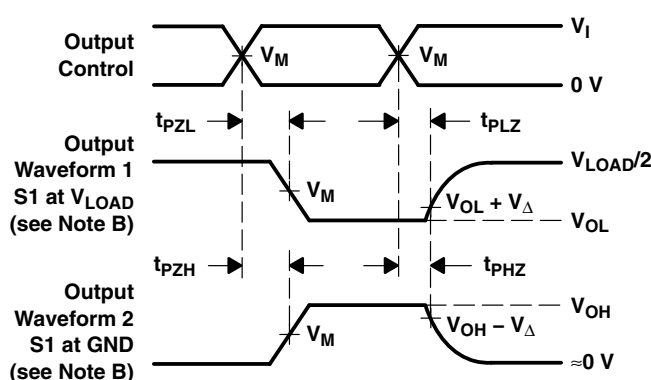 Output
Control
V_I
V_M
V_M
0 V
t_PZL
t_PLZ
Output
Waveform 1
S1 at V_LOAD
(see Note B)
V_LOAD/2
V_M
V_OL + V_Δ
V_OL
t_PZH
t_PHZ
Output
Waveform 2
S1 at GND
(see Note B)
V_OH
V_M
V_OH − V_Δ
≈0 V